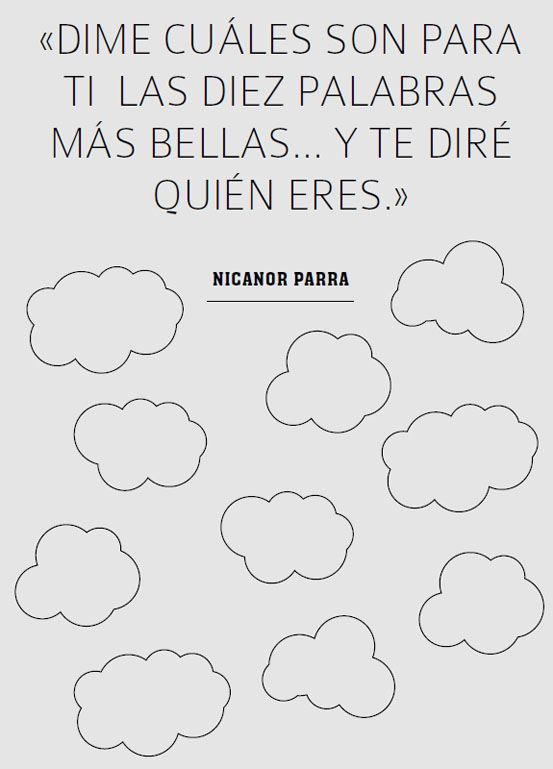 «DIME CUÁLES SON PARA
TI LAS DIEZ PALABRAS
MÁS BELLAS... Y TE DIRÉ
QUIÉN ERES.»
NICANOR PARRA